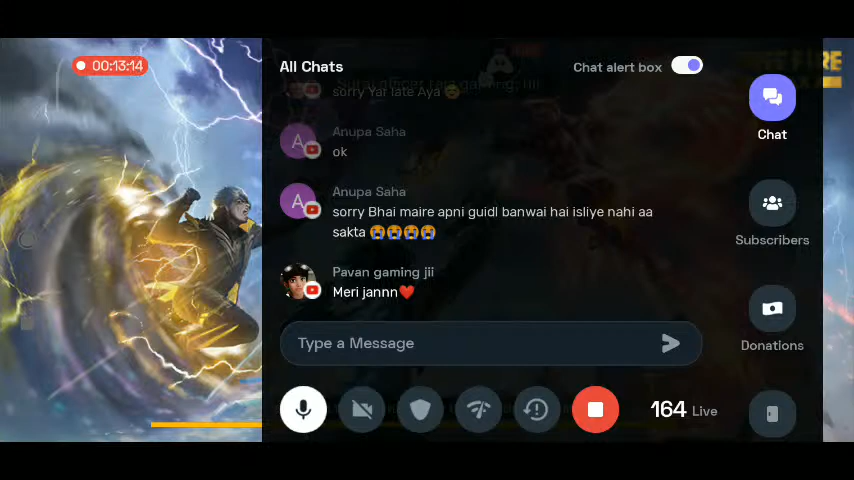 00:13:14
All Chats
Chat alert box
sorry Yar late Aya 😊
Chat
Anupa Saha
ok
Anupa Saha
sorry Bhai maire apni guidl banwai hai isliye nahi aa
sakta 😭😭😭😭
Subscribers
Pavan gaming jii
Meri jannn❤️
Type a Message
Donations
164 Live